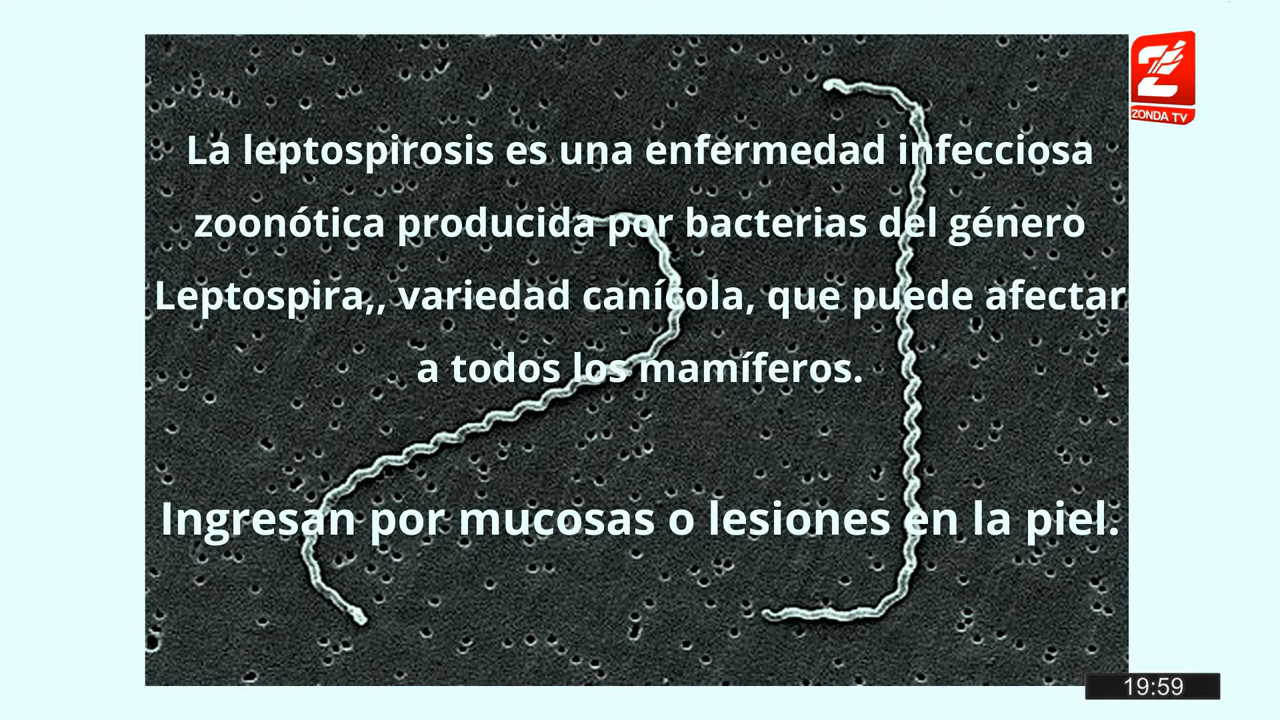 La leptospirosis es una enfermedad infecciosa
zoonótica producida por bacterias del género
Leptospira,, variedad canícola, que puede afectar
a todos los mamíferos.
Ingresan por mucosas o lesiones en la piel.
Z
ZONDA TV
19:59